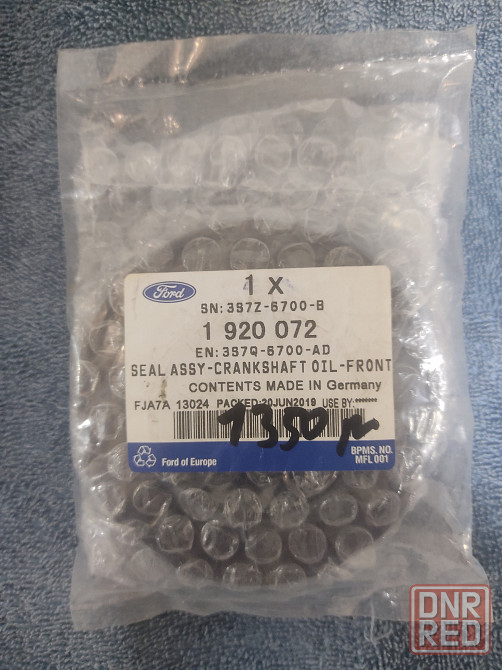 Ford
1 X
SN: 3S7Z-6700-B
1 920 072
EN: 3S7Q-6700-AD
SEAL ASSY-CRANKSHAFT OIL-FRONT
CONTENTS MADE IN Germany
FJA7A 13024 PACKED:20JUN2019 USE BY:*******
1350 р
Ford of Europe
BPMS. NO.
MFL 001
DNR
RED